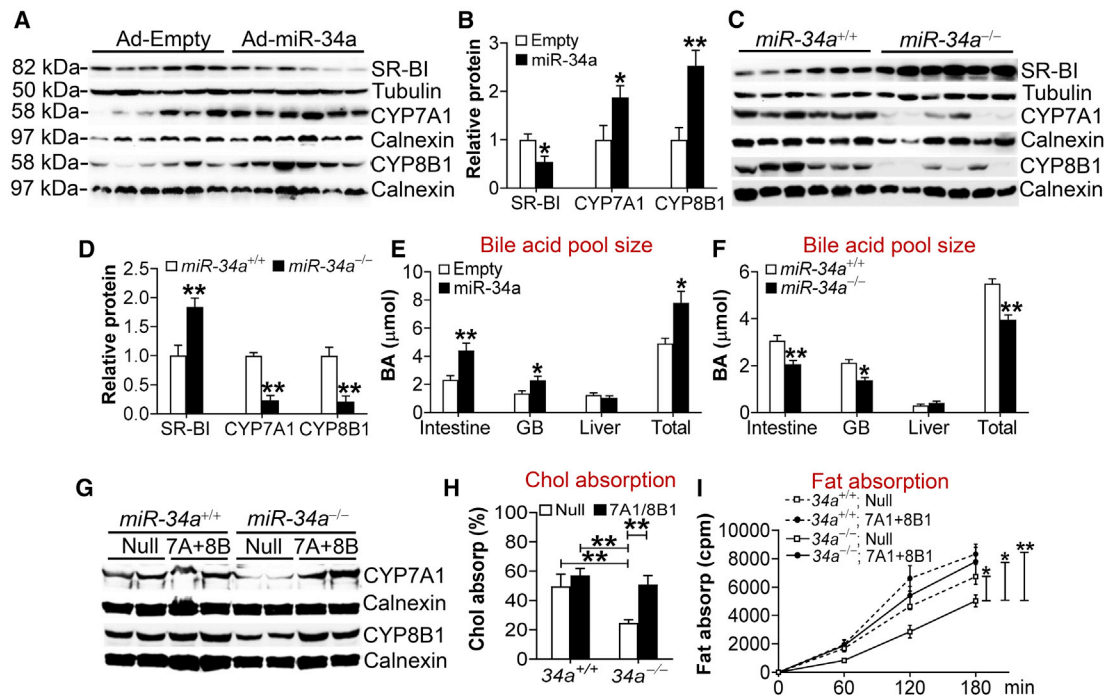 A
Ad-Empty Ad-miR-34a
82 kDa- SR-BI
50 kDa- Tubulin
58 kDa- CYP7A1
97 kDa- Calnexin
58 kDa- CYP8B1
97 kDa- Calnexin
B
Relative protein
Empty
miR-34a
3
2
1
0
* * **
SR-BI CYP7A1 CYP8B1
C
miR-34a+/+ miR-34a−/−
SR-BI
Tubulin
CYP7A1
Calnexin
CYP8B1
Calnexin
D
Relative protein
miR-34a+/+ miR-34a−/−
2.5
2.0
1.5
1.0
0.5
0.0
** ** **
SR-BI CYP7A1 CYP8B1
E
Bile acid pool size
BA (μmol)
Empty
miR-34a
10
8
6
4
2
0
** * *
Intestine GB Liver Total
F
Bile acid pool size
BA (μmol)
miR-34a+/+
miR-34a−/−
6
4
2
0
** * **
Intestine GB Liver Total
G
miR-34a+/+ miR-34a−/−
Null 7A+8B Null 7A+8B
CYP7A1
Calnexin
CYP8B1
Calnexin
H
Chol absorption
Chol absorp (%)
Null 7A1/8B1
100
80
60
40
20
0
**
**
**
34a+/+ 34a−/−
I
Fat absorption
Fat absorp (cpm)
34a+/+; Null
34a+/+; 7A1+8B1
34a−/−; Null
34a−/−; 7A1+8B1
10000
8000
6000
4000
2000
0
* * **
0 60 120 180 min